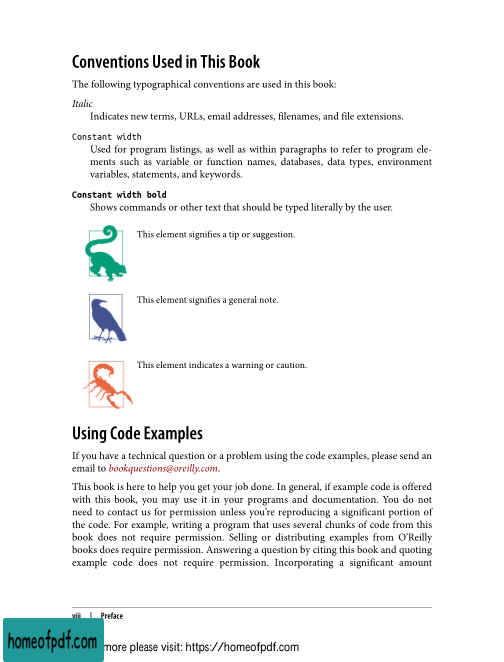 Conventions Used in This Book
The following typographical conventions are used in this book:
Italic
Indicates new terms, URLs, email addresses, filenames, and file extensions.
Constant width
Used for program listings, as well as within paragraphs to refer to program ele-
ments such as variable or function names, databases, data types, environment
variables, statements, and keywords.
Constant width bold
Shows commands or other text that should be typed literally by the user.
This element signifies a tip or suggestion.
This element signifies a general note.
This element indicates a warning or caution.
Using Code Examples
If you have a technical question or a problem using the code examples, please send an
email to bookquestions@oreilly.com.
This book is here to help you get your job done. In general, if example code is offered
with this book, you may use it in your programs and documentation. You do not
need to contact us for permission unless you're reproducing a significant portion of
the code. For example, writing a program that uses several chunks of code from this
book does not require permission. Selling or distributing examples from O'Reilly
books does require permission. Answering a question by citing this book and quoting
example code does not require permission. Incorporating a significant amount
viii | Preface
homeofpdf.com
more please visit: https://homeofpdf.com